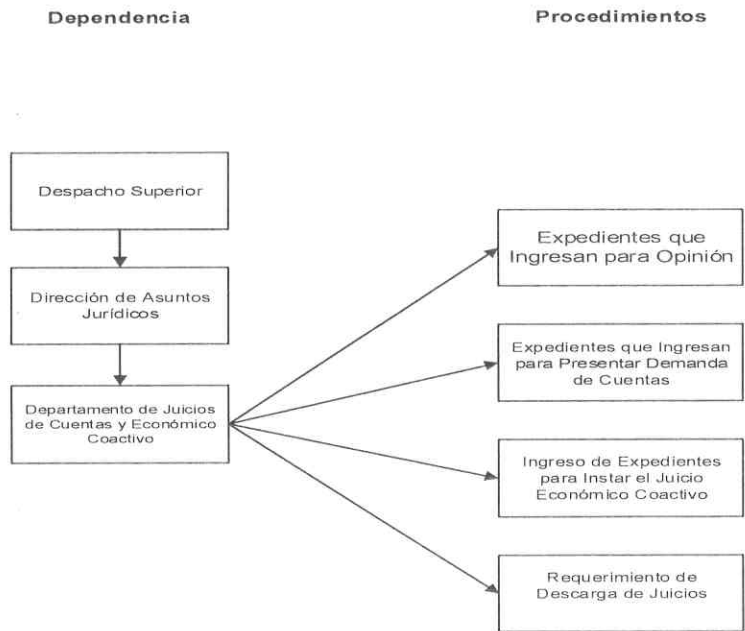 Dependencia
Procedimientos
Despacho Superior
Dirección de Asuntos
Jurídicos
Departamento de Juicios
de Cuentas y Económico
Coactivo
Expedientes que
Ingresan para Opinión
Expedientes que Ingresan
para Presentar Demanda
de Cuentas
Ingreso de Expedientes
para Instar el Juicio
Económico Coactivo
Requerimiento de
Descarga de Juicios